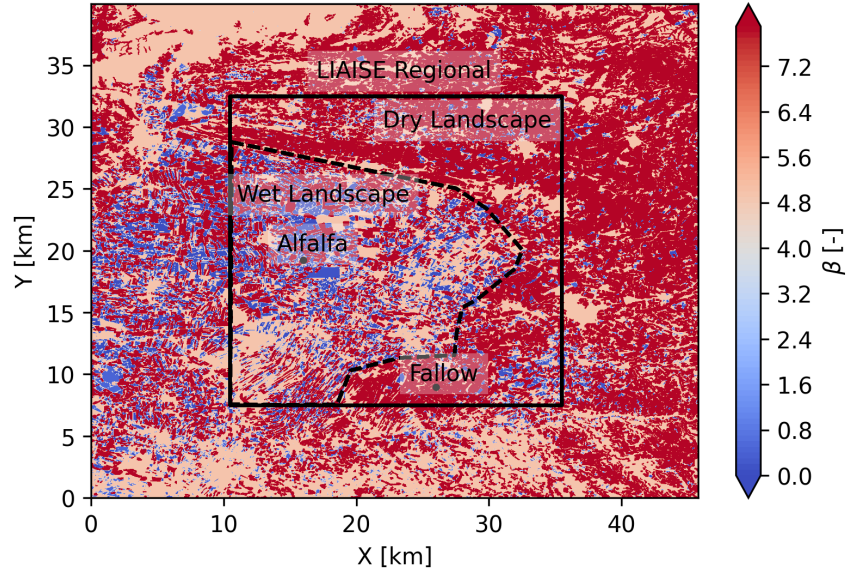 LIAISE Regional
Dry Landscape
Wet Landscape
Alfalfa
Fallow
35
30
25
20
15
10
5
0
Y [km]
0
10
20
30
40
X [km]
7.2
6.4
5.6
4.8
4.0
3.2
2.4
1.6
0.8
0.0
β [-]